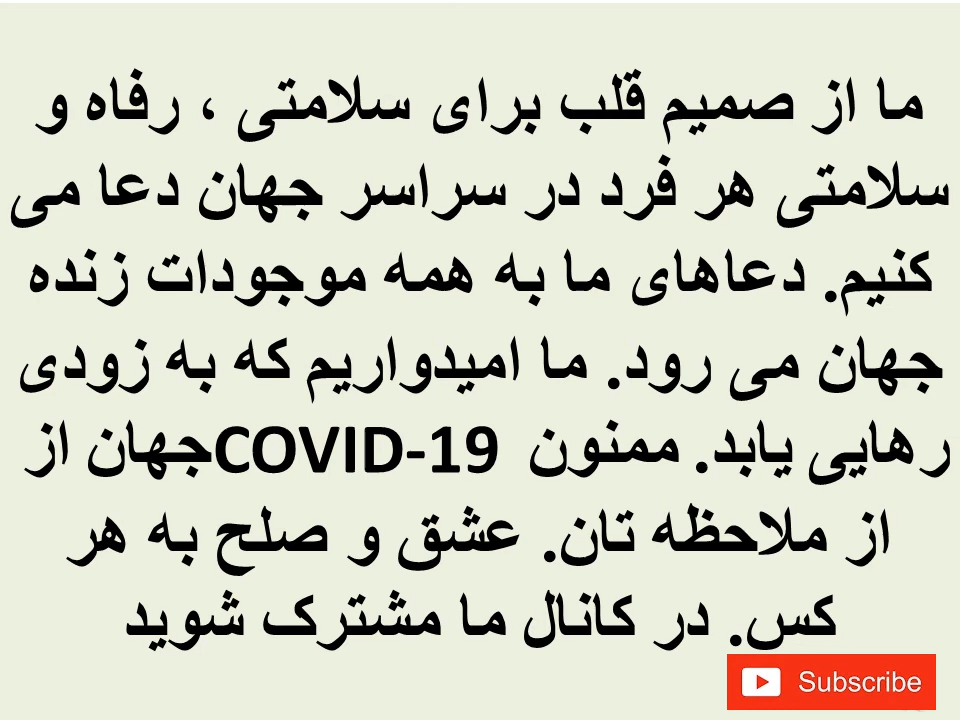 ما از صمیم قلب برای سلامتی ، رفاه و
سلامتی هر فرد در سراسر جهان دعا می
کنیم. دعاهای ما به همه موجودات زنده
جهان می رود. ما امیدواریم که به زودی
رهایی یابد. ممنون COVID-19جهان از
از ملاحظه تان. عشق و صلح به هر
کس. در کانال ما مشترک شوید
Subscribe